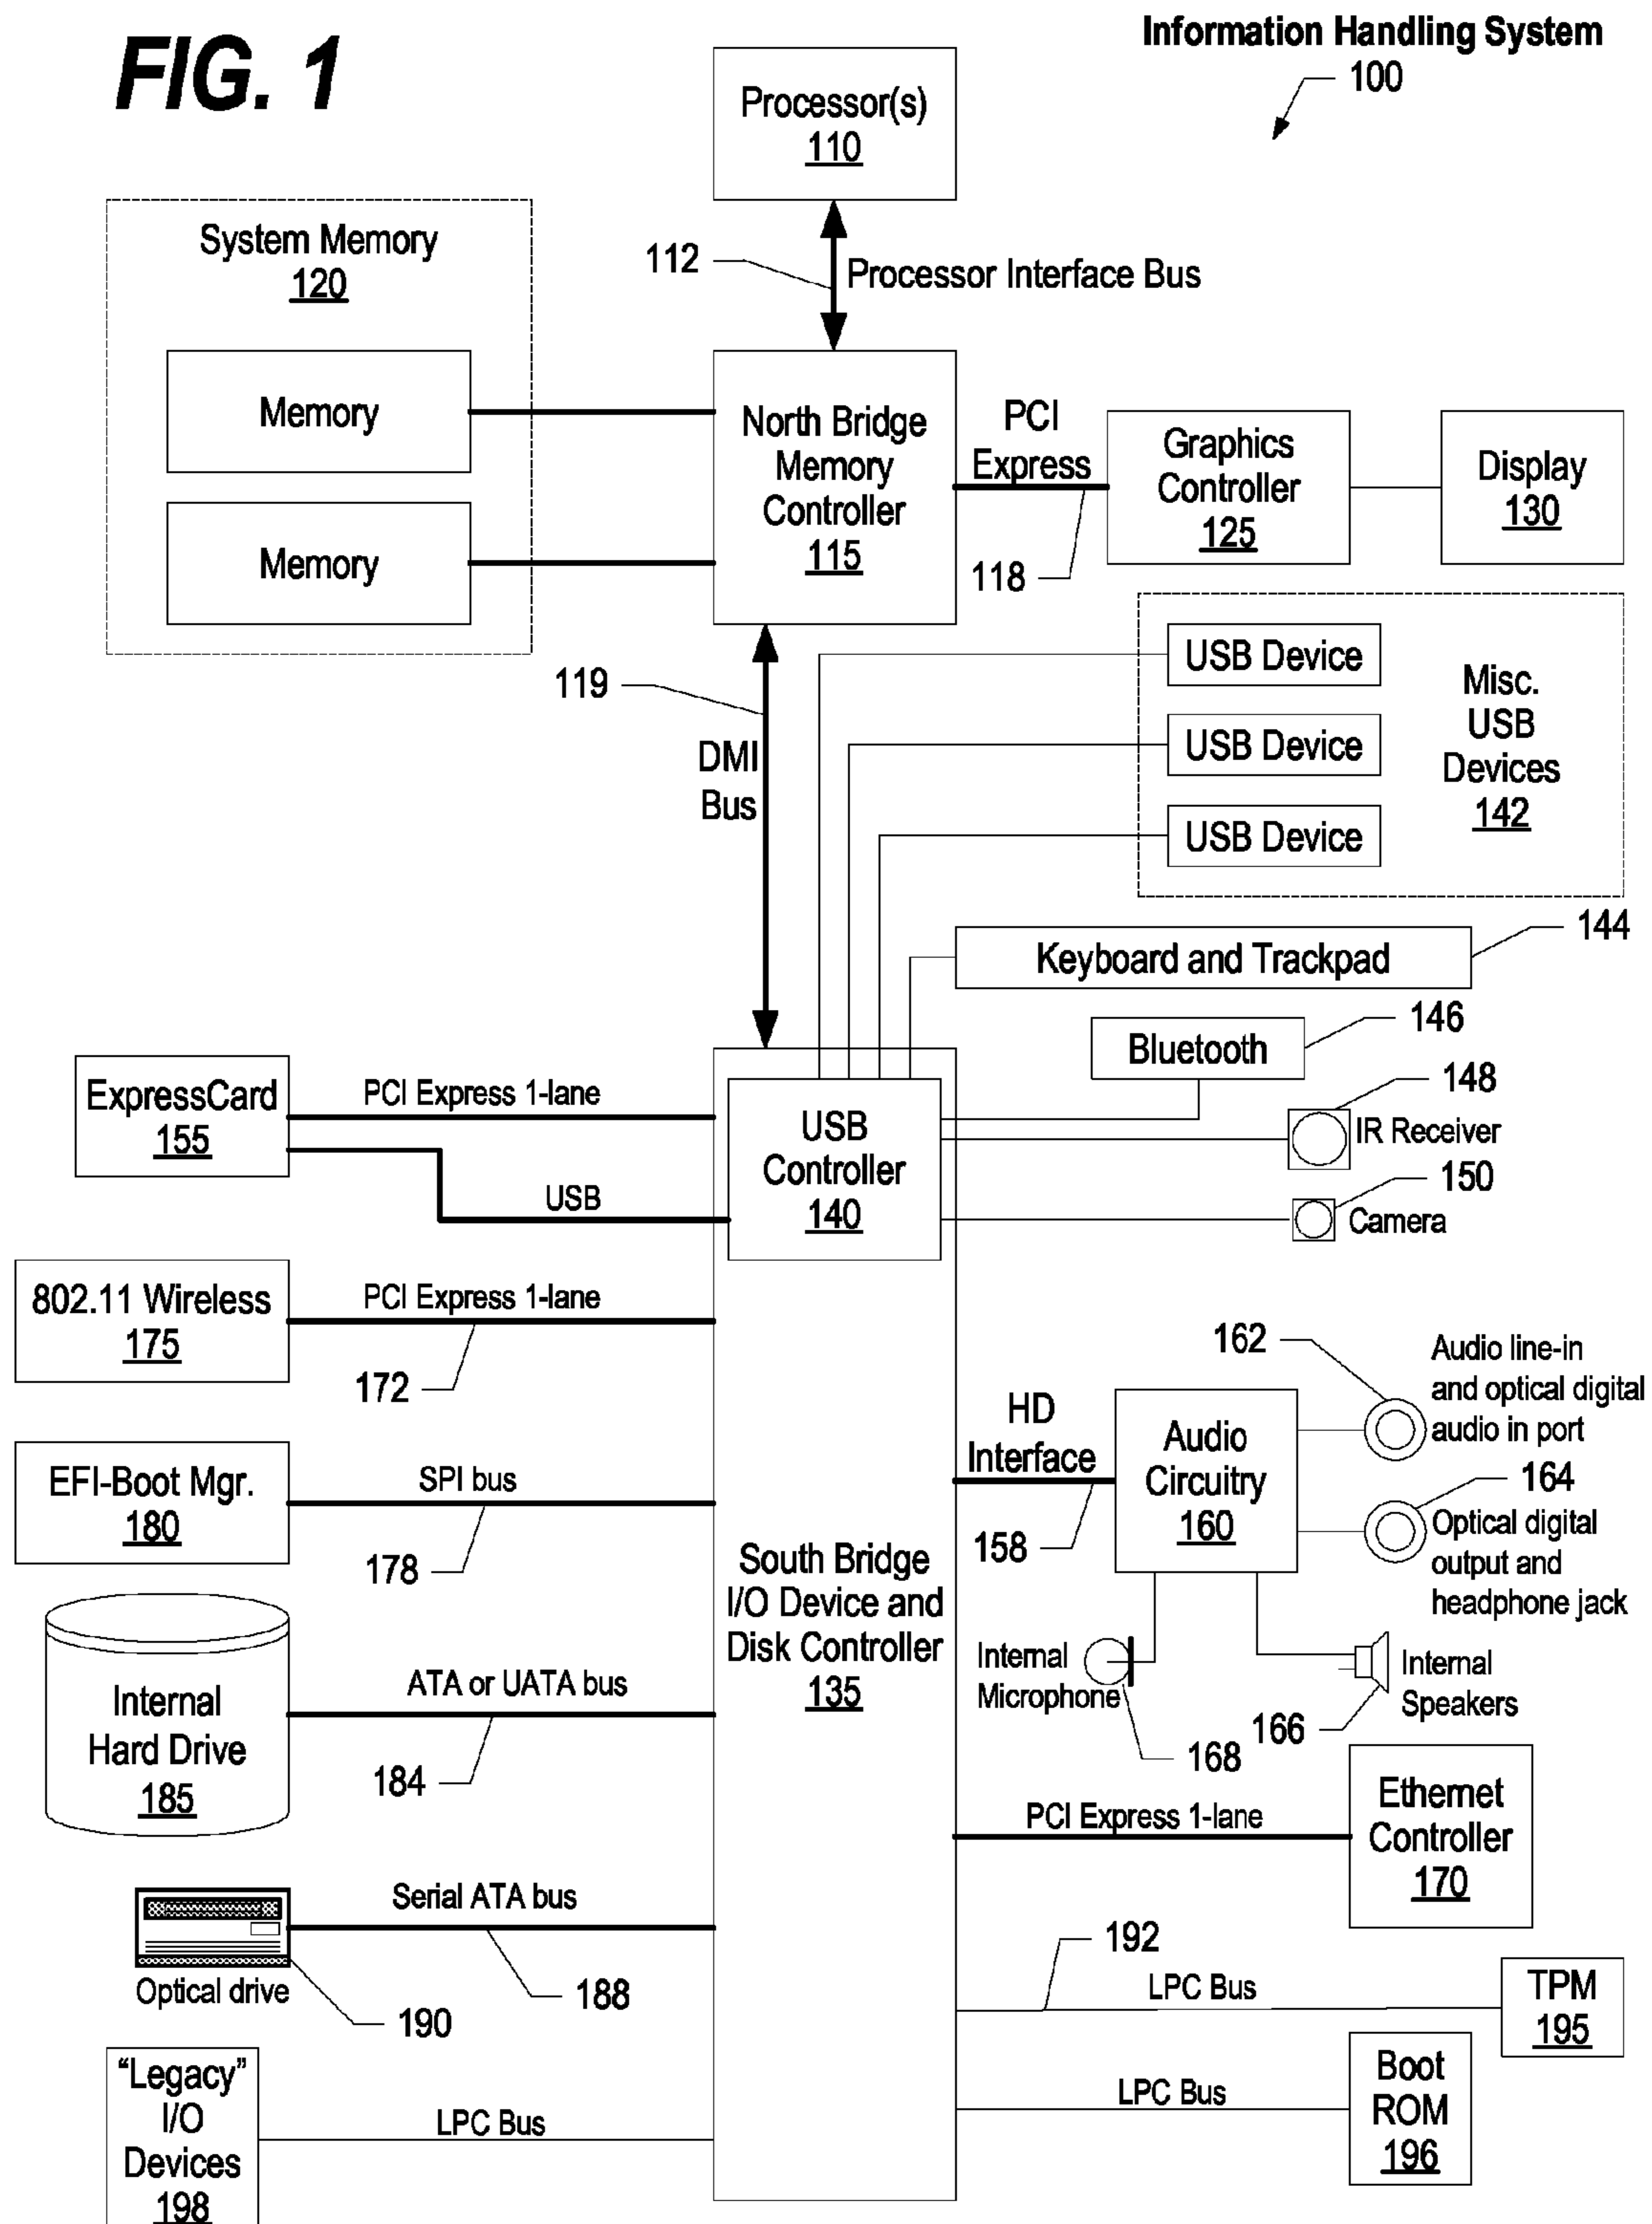 FIG. 1
Information Handling System
100
Processor(s)
110
112
Processor Interface Bus
System Memory
120
Memory
Memory
North Bridge
Memory
Controller
115
PCI
Express
118
Graphics
Controller
125
Display
130
119
DMI
Bus
USB Device
USB Device
USB Device
Misc.
USB
Devices
142
144
Keyboard and Trackpad
146
Bluetooth
148
IR Receiver
150
Camera
ExpressCard
155
PCI Express 1-lane
USB
USB
Controller
140
802.11 Wireless
175
PCI Express 1-lane
172
162
Audio line-in
and optical digital
audio in port
HD
Interface
158
Audio
Circuitry
160
164
Optical digital
output and
headphone jack
EFI-Boot Mgr.
180
SPI bus
178
South Bridge
I/O Device and
Disk Controller
135
Internal
Microphone
168
Internal
Speakers
166
Internal
Hard Drive
185
ATA or UATA bus
184
PCI Express 1-lane
Ethernet
Controller
170
Serial ATA bus
188
Optical drive
190
192
LPC Bus
TPM
195
LPC Bus
Boot
ROM
196
“Legacy”
I/O
Devices
198
LPC Bus